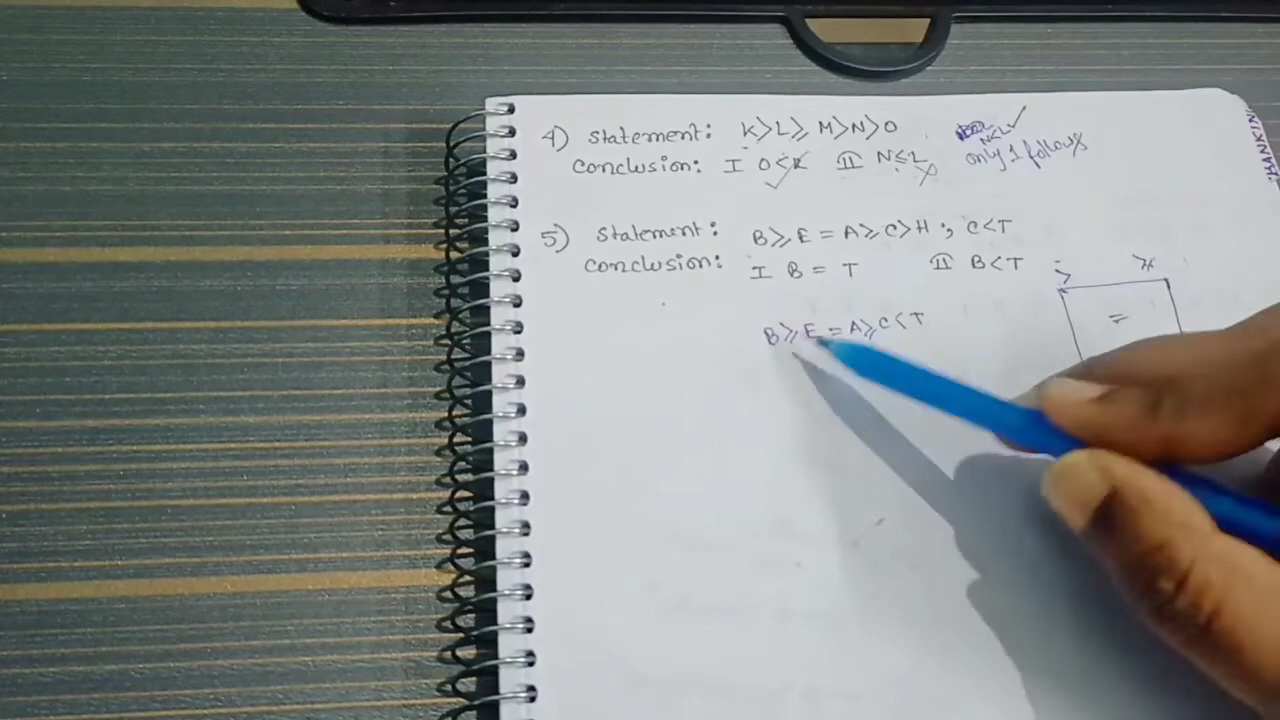 4) Statement: K>L≥M>N>O
N<L✓
Conclusion: I O<K ✓ II N≤L ✗ only 1 follows
5) Statement: B≥E=A≥C>H; C<T
Conclusion: I B = T II B<T
B≥E=A≥C<T
> ≯
=